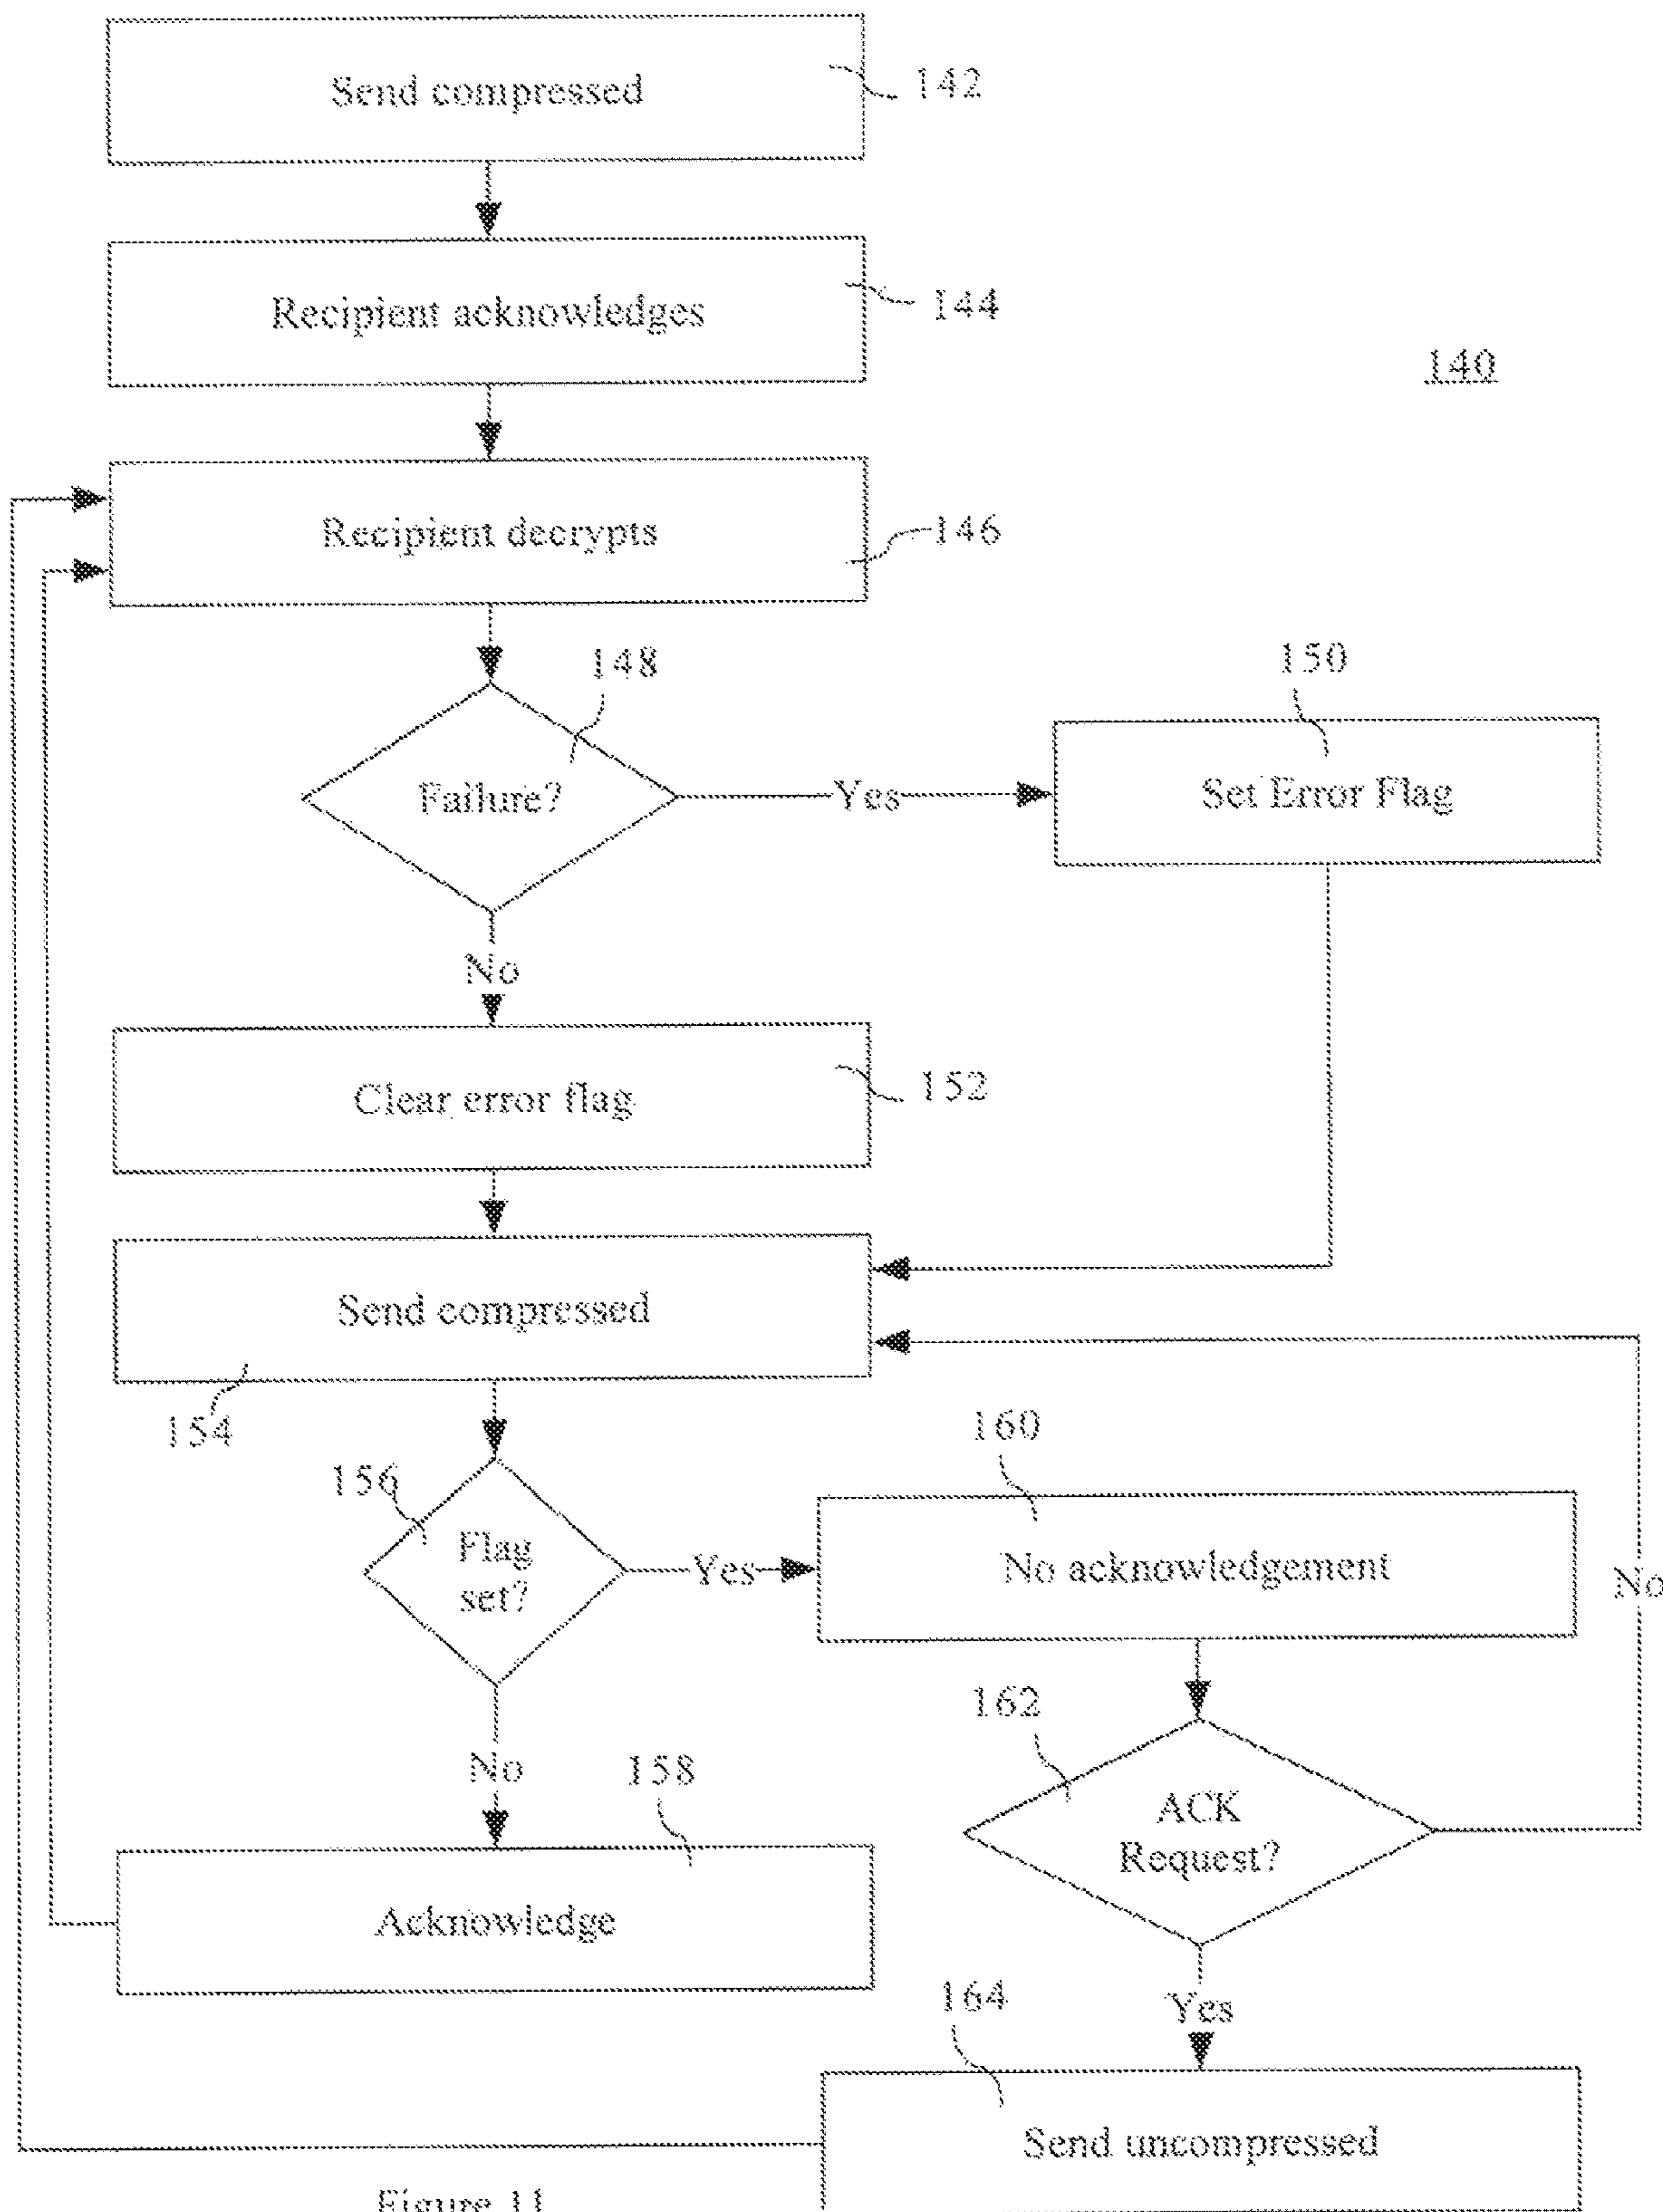 Send compressed
142
Recipient acknowledges
144
140
Recipient decrypts
146
148
150
Failure?
Yes
Set Error Flag
No
Clear error flag
152
Send compressed
154
160
156
Flag
set?
Yes
No acknowledgement
No
162
No
158
ACK
Request?
Acknowledge
164
Yes
Send uncompressed
Figure 11